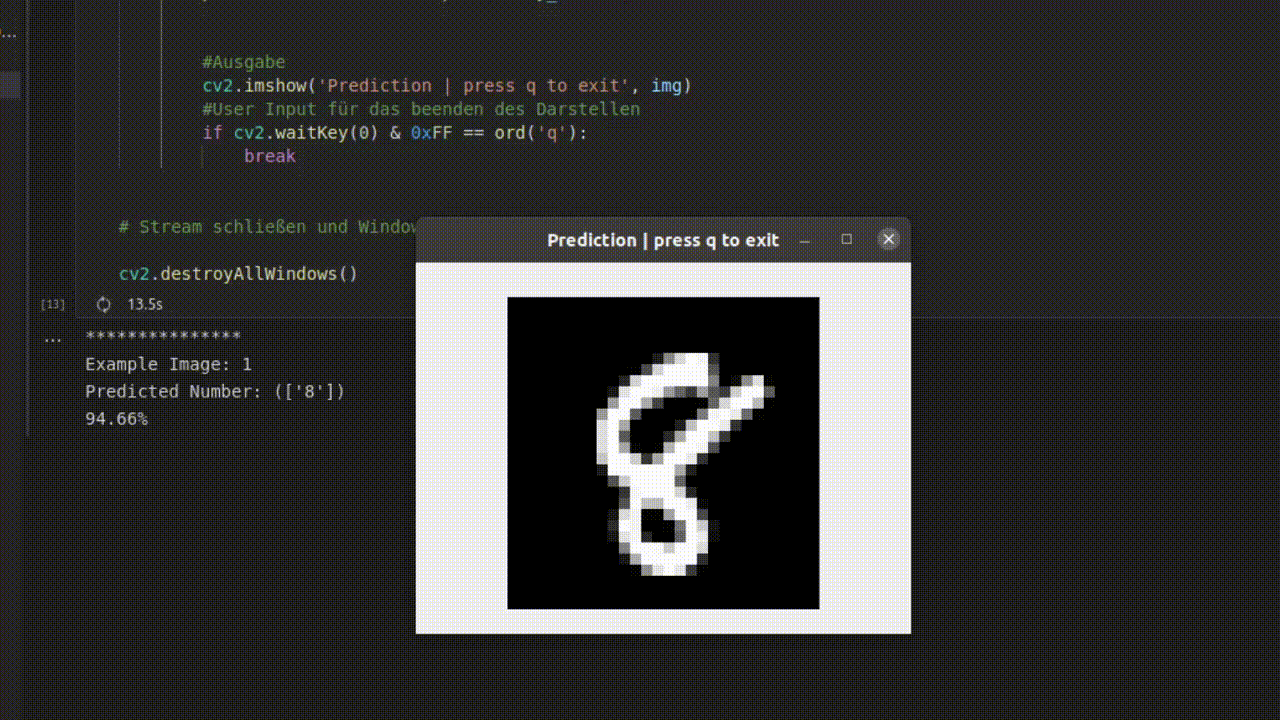 #Ausgabe
cv2.imshow('Prediction | press q to exit', img)
#User Input für das beenden des Darstellen
if cv2.waitKey(0) & 0xFF == ord('q'):
break
# Stream schließen und
cv2.destroyAllWindows()
[13] 13.5s
Prediction | press q to exit
8
... ***************
Example Image: 1
Predicted Number: (['8'])
94.66%